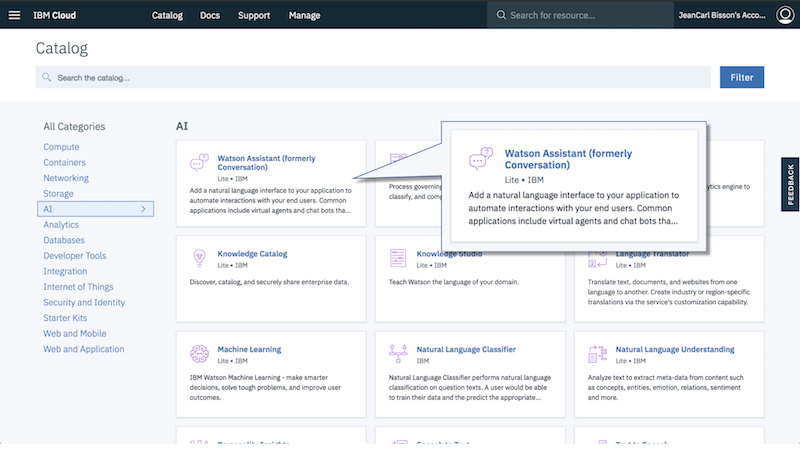 IBM Cloud
Catalog
Docs
Support
Manage
Search for resource...
JeanCarl Bisson's Acco...
Catalog
Search the catalog...
Filter
All Categories
Compute
Containers
Networking
Storage
AI
Analytics
Databases
Developer Tools
Integration
Internet of Things
Security and Identity
Starter Kits
Web and Mobile
Web and Application
AI
Watson Assistant (formerly
Conversation)
Lite • IBM
Add a natural language interface to your application to
automate interactions with your end users. Common
applications include virtual agents and chat bots tha...
Process governing
classify, and
Watson Assistant (formerly
Conversation)
Lite • IBM
Add a natural language interface to your application to
automate interactions with your end users. Common
applications include virtual agents and chat bots tha...
analytics engine to
FEEDBACK
Knowledge Catalog
Lite • IBM
Discover, catalog, and securely share enterprise data.
Knowledge Studio
Lite • IBM
Teach Watson the language of your domain.
Language Translator
Lite • IBM
Translate text, documents, and websites from one
language to another. Create industry or region-specific
translations via the service's customization capability.
Machine Learning
Lite • IBM
IBM Watson Machine Learning - make smarter
decisions, solve tough problems, and improve user
outcomes.
Natural Language Classifier
IBM
Natural Language Classifier performs natural language
classification on question texts. A user would be able
to train their data and the predict the appropriate...
Natural Language Understanding
Lite • IBM
Analyze text to extract meta-data from content such
as concepts, entities, emotion, relations, sentiment
and more.
Personality Insights
Speech to Text
Text to Speech